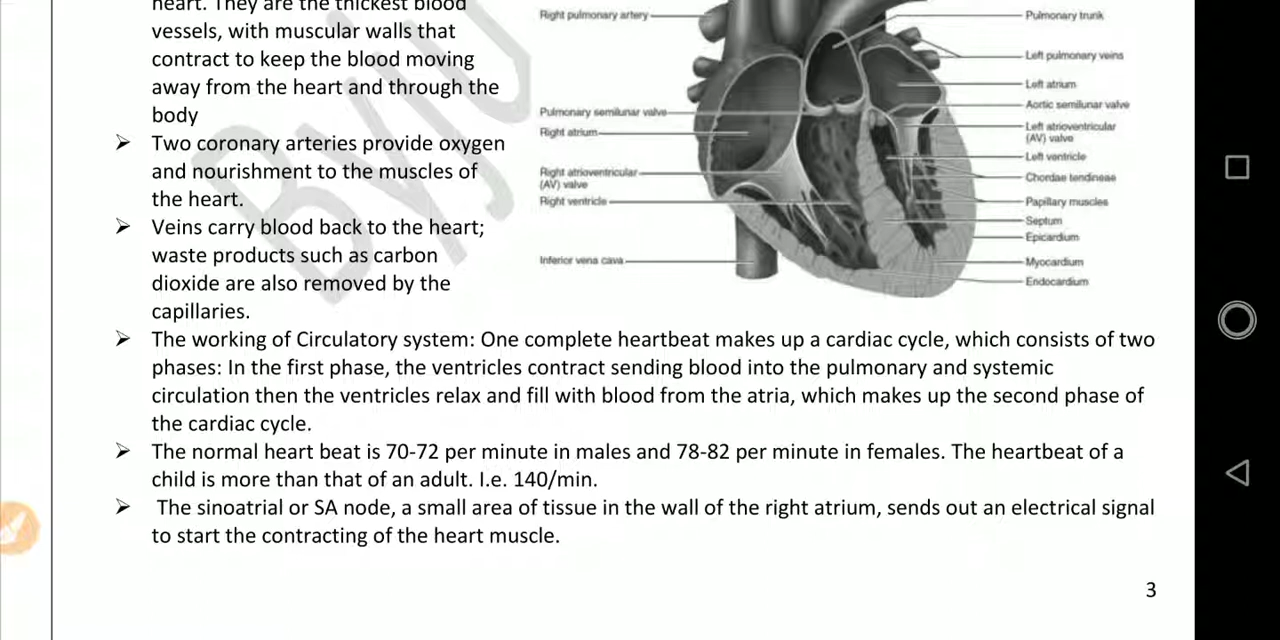 heart. They are the thickest blood
vessels, with muscular walls that
contract to keep the blood moving
away from the heart and through the
body
➤ Two coronary arteries provide oxygen
and nourishment to the muscles of
the heart.
➤ Veins carry blood back to the heart;
waste products such as carbon
dioxide are also removed by the
capillaries.
Right pulmonary artery
Pulmonary semilunar valve
Right atrium
Right atrioventricular
(AV) valve
Right ventricle
Inferior vena cava
Pulmonary trunk
Left pulmonary veins
Left atrium
Aortic semilunar valve
Left atrioventricular
(AV) valve
Left ventricle
Chordae tendineae
Papillary muscles
Septum
Epicardium
Myocardium
Endocardium
➤ The working of Circulatory system: One complete heartbeat makes up a cardiac cycle, which consists of two
phases: In the first phase, the ventricles contract sending blood into the pulmonary and systemic
circulation then the ventricles relax and fill with blood from the atria, which makes up the second phase of
the cardiac cycle.
➤ The normal heart beat is 70-72 per minute in males and 78-82 per minute in females. The heartbeat of a
child is more than that of an adult. I.e. 140/min.
➤ The sinoatrial or SA node, a small area of tissue in the wall of the right atrium, sends out an electrical signal
to start the contracting of the heart muscle.
3